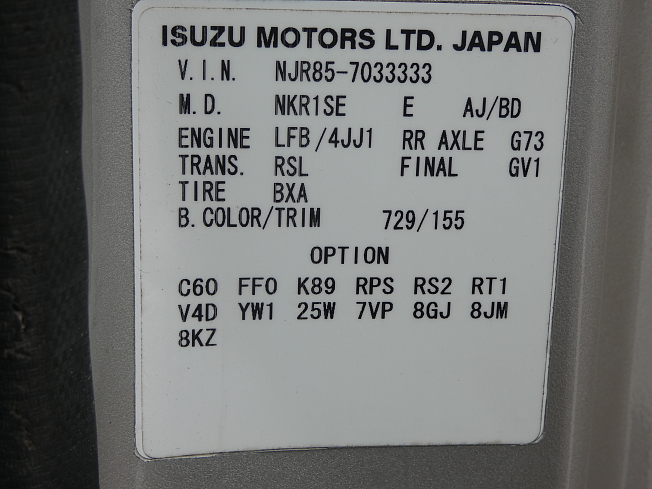 ISUZU MOTORS LTD. JAPAN
V.I.N. NJR85-7033333
M.D. NKR1SE E AJ/BD
ENGINE LFB/4JJ1 RR AXLE G73
TRANS. RSL FINAL GV1
TIRE BXA
B.COLOR/TRIM 729/155
OPTION
C60 FF0 K89 RPS RS2 RT1
V4D YW1 25W 7VP 8GJ 8JM
8KZ